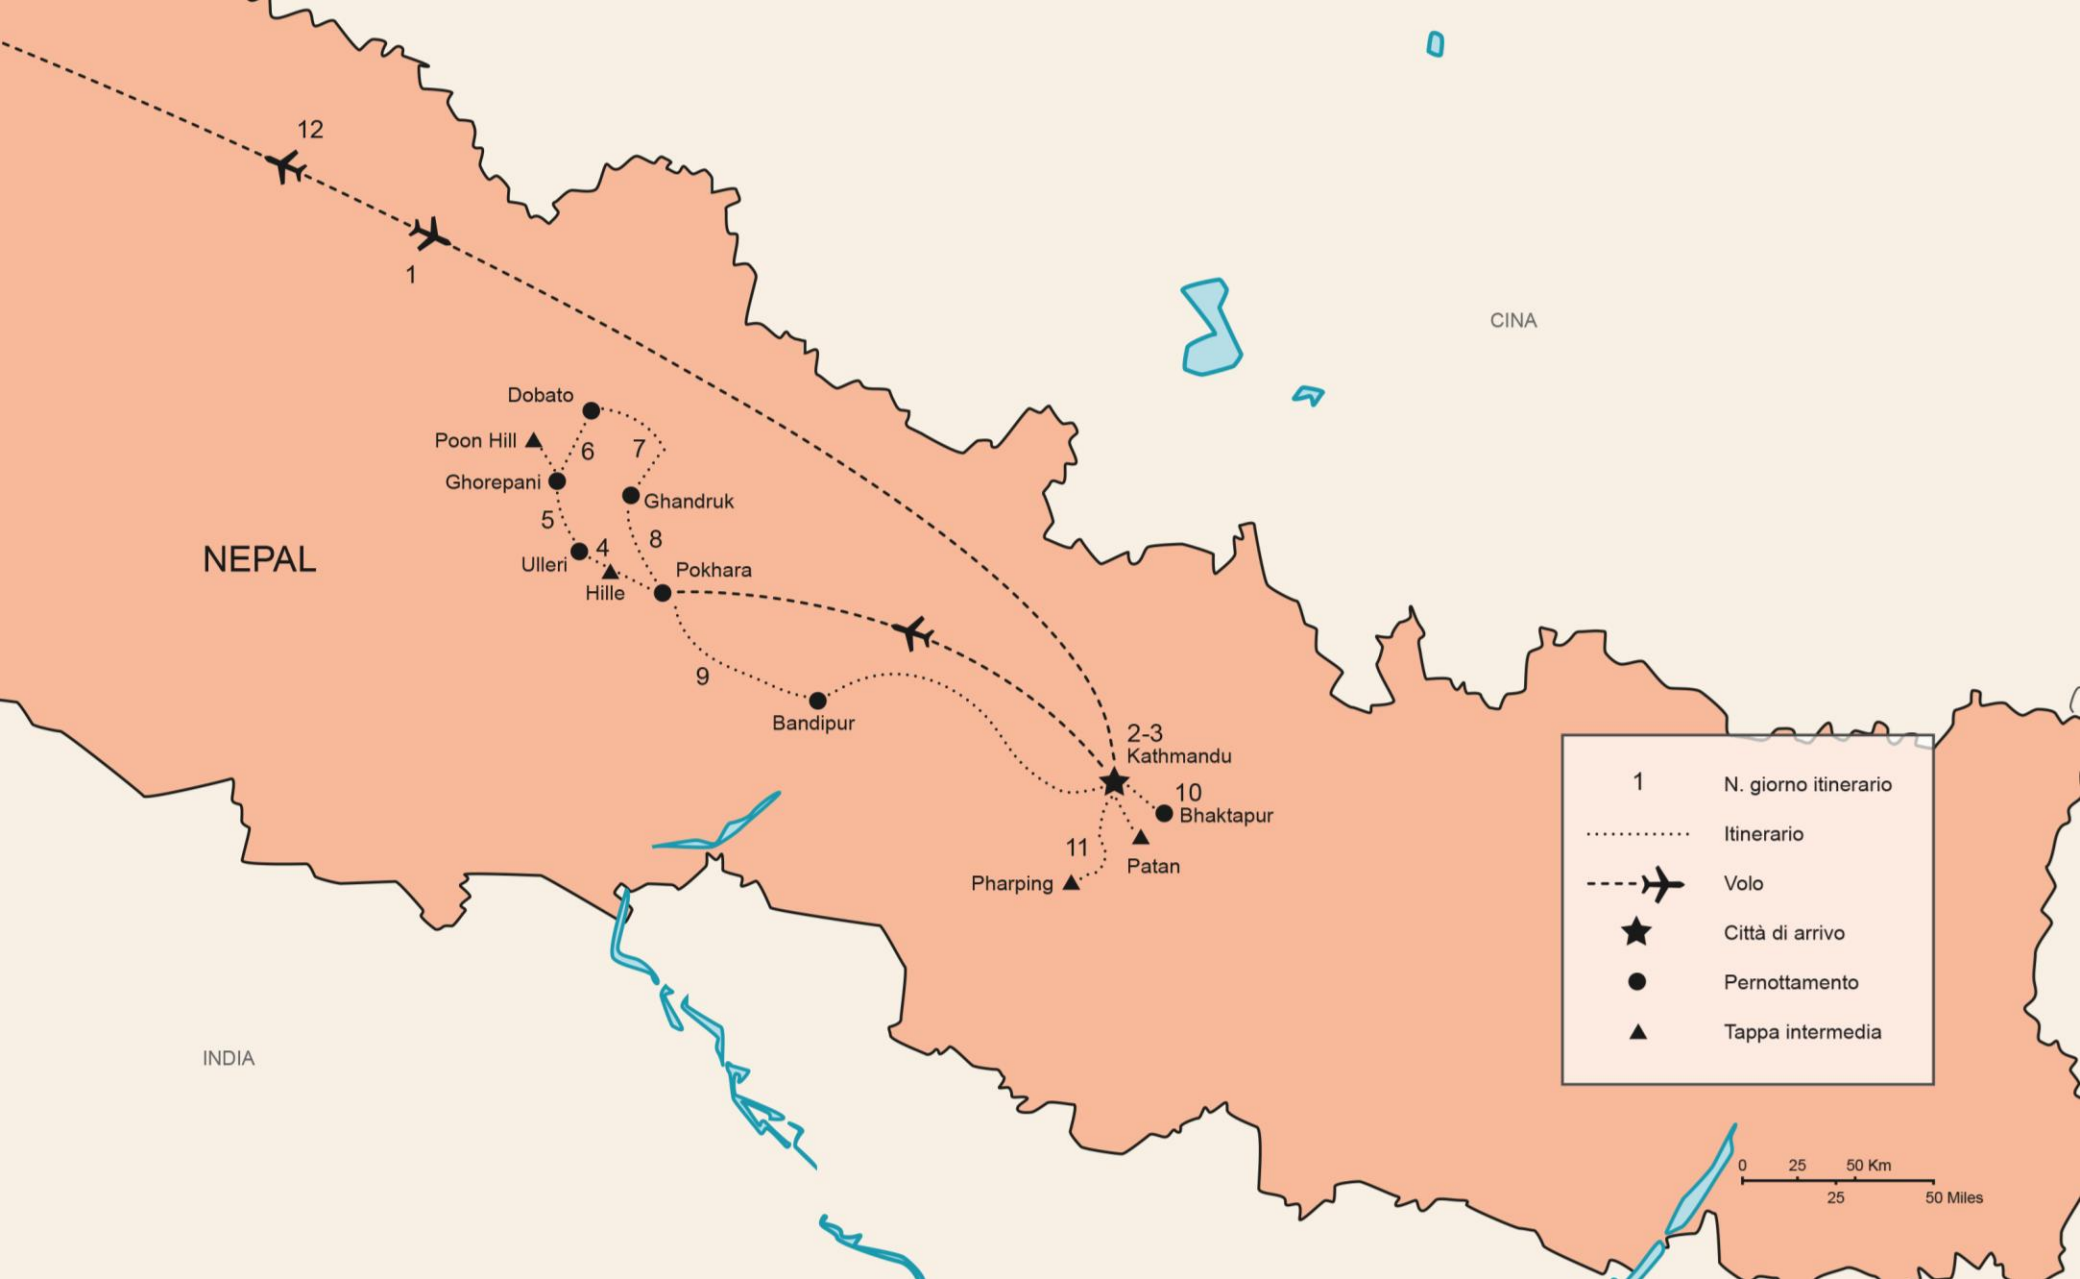 12
1
CINA
Dobato
Poon Hill
6
7
Ghorepani
Ghandruk
5
8
4
NEPAL
Ulleri
Pokhara
Hille
9
Bandipur
2-3
Kathmandu
10
Bhaktapur
11
Patan
Pharping
INDIA
1 N. giorno itinerario
Itinerario
Volo
Città di arrivo
Pernottamento
Tappa intermedia
0 25 50 Km
25 50 Miles